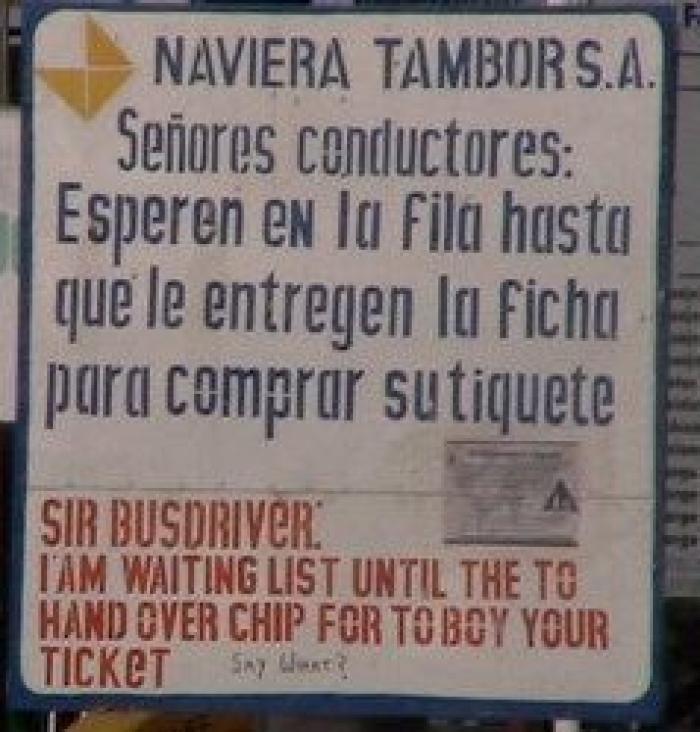 NAVIERA TAMBOR S.A.
Señores conductores:
Esperen en la fila hasta
que le entregen la ficha
para comprar su tiquete
SIR BUSDRIVER:
I'AM WAITING LIST UNTIL THE TO
HAND OVER CHIP FOR TO BOY YOUR
TICKET Say What?